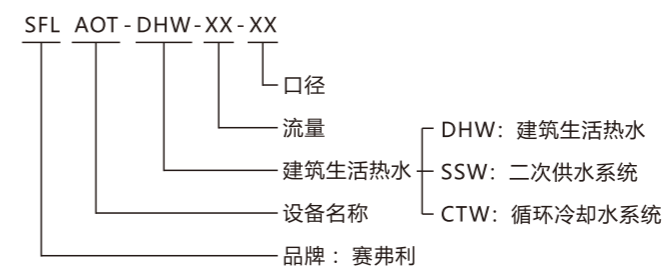 SFL AOT-DHW-XX-XX
口径
流量
建筑生活热水
DHW：建筑生活热水
SSW：二次供水系统
CTW：循环冷却水系统
设备名称
品牌：赛弗利